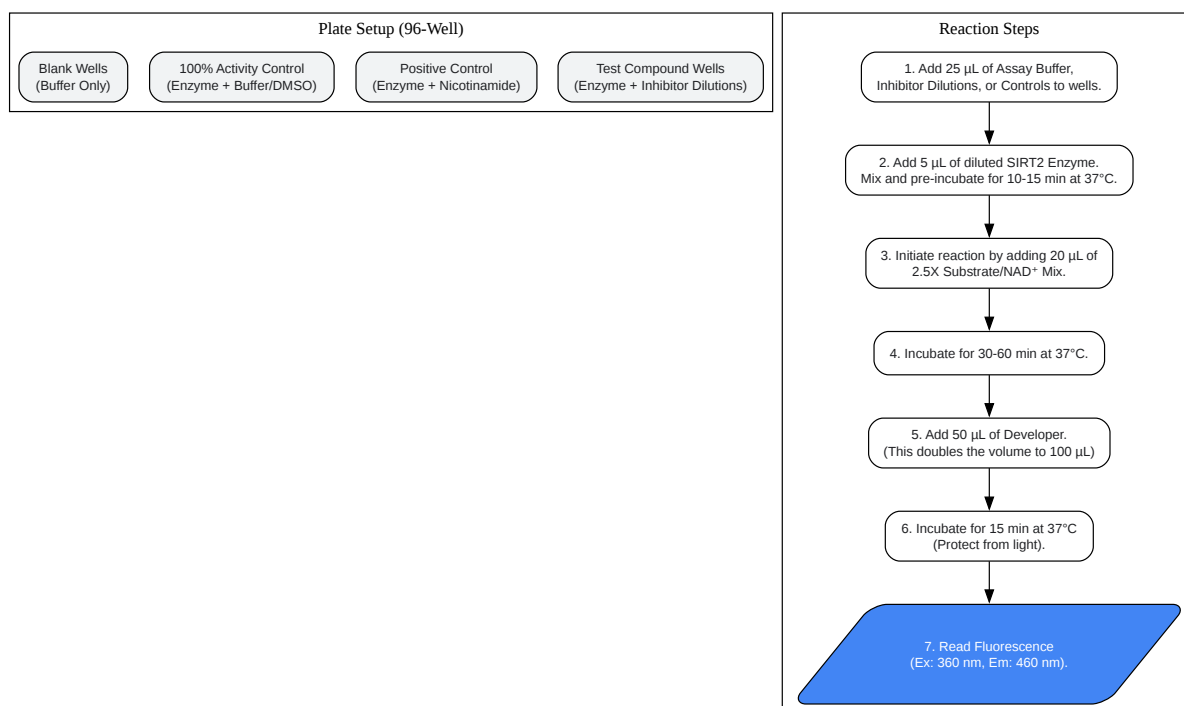 Plate Setup (96-Well)
Blank Wells
(Buffer Only)
100% Activity Control
(Enzyme + Buffer/DMSO)
Positive Control
(Enzyme + Nicotinamide)
Test Compound Wells
(Enzyme + Inhibitor Dilutions)
Reaction Steps
1. Add 25 µL of Assay Buffer,
Inhibitor Dilutions, or Controls to wells.
2. Add 5 µL of diluted SIRT2 Enzyme.
Mix and pre-incubate for 10-15 min at 37°C.
3. Initiate reaction by adding 20 µL of
2.5X Substrate/NAD⁺ Mix.
4. Incubate for 30-60 min at 37°C.
5. Add 50 µL of Developer.
(This doubles the volume to 100 µL)
6. Incubate for 15 min at 37°C
(Protect from light).
7. Read Fluorescence
(Ex: 360 nm, Em: 460 nm).